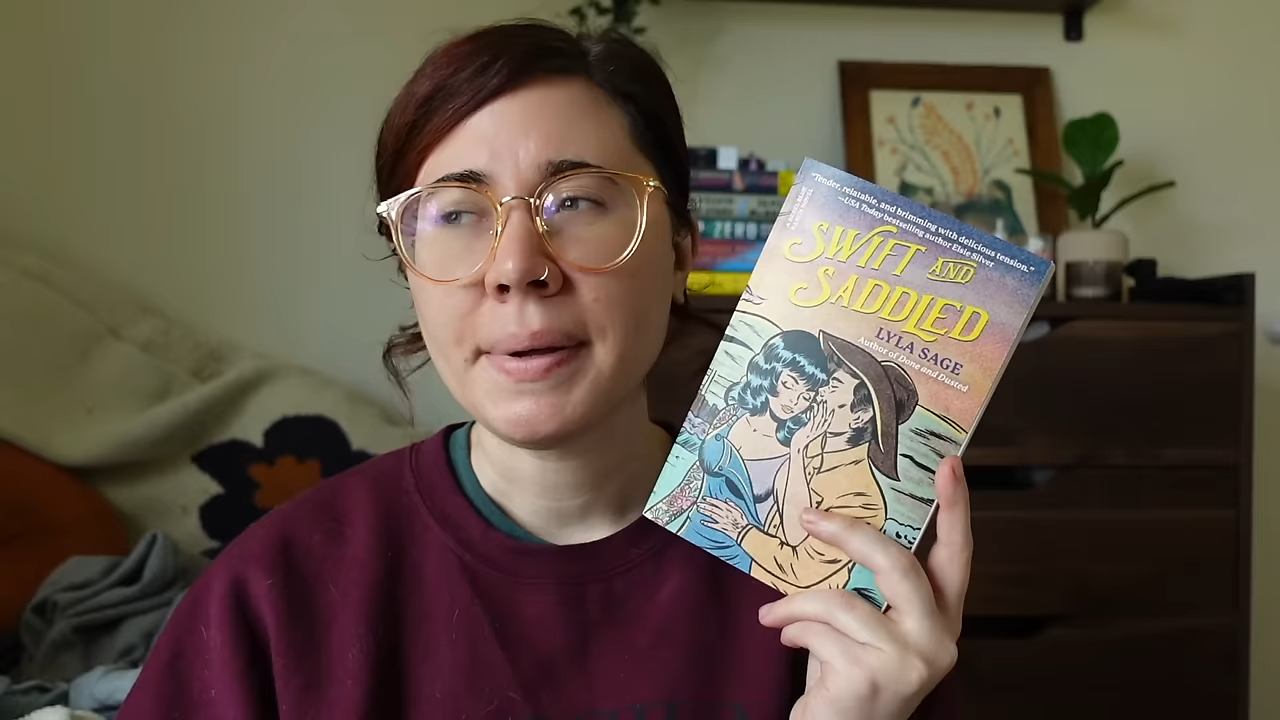 "Tender, relatable, and brimming with delicious tension."
—USA Today bestselling author Elsie Silver
SWIFT AND
SADDLED
LYLA SAGE
Author of Done and Dusted
ZERO